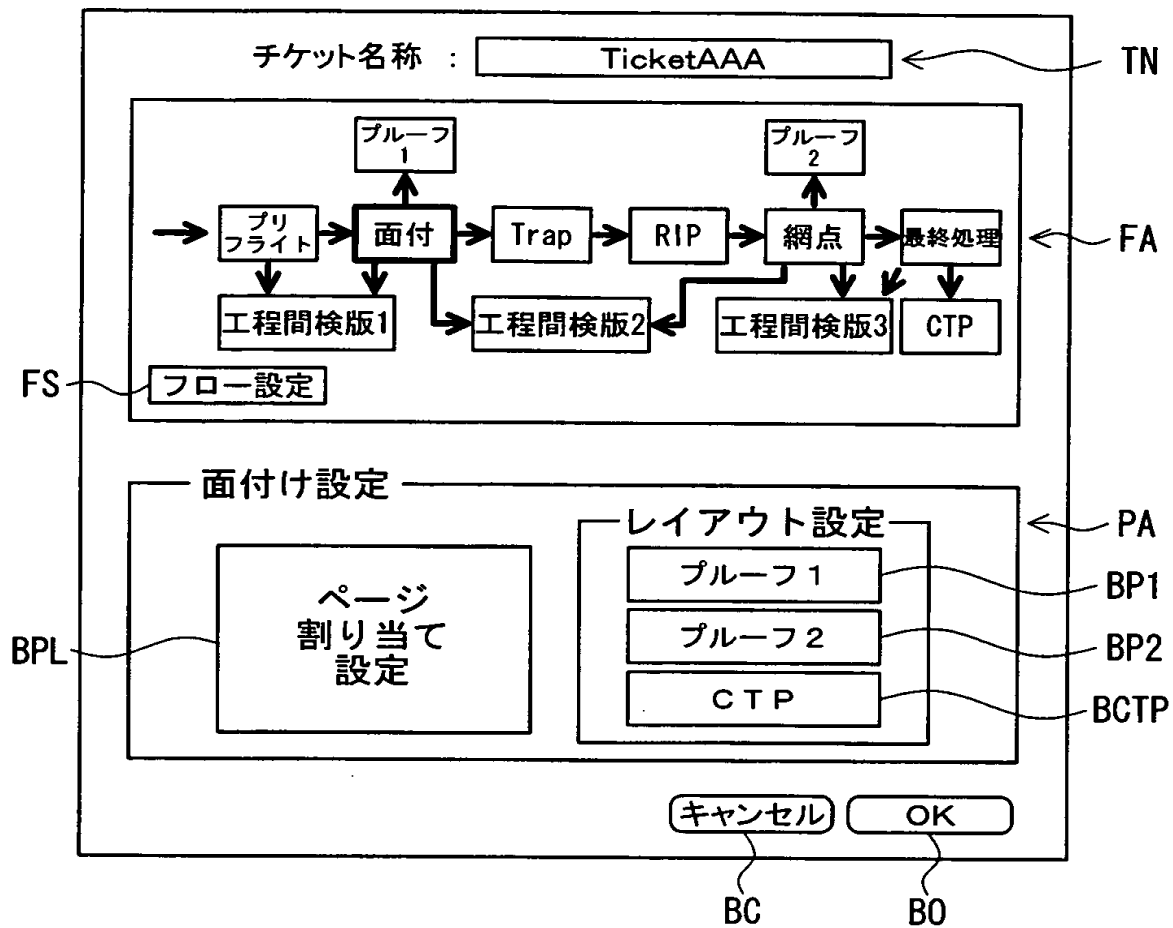 チケット名称 : TicketAAA
TN
プルーフ
1
プルーフ
2
プリ
フライト
面付
Trap
RIP
網点
最終処理
FA
工程間検版1
工程間検版2
工程間検版3
CTP
FS
フロー設定
面付け設定
PA
レイアウト設定
ページ
割り当て
設定
BPL
プルーフ1
BP1
プルーフ2
BP2
CTP
BCTP
キャンセル
OK
BC
BO